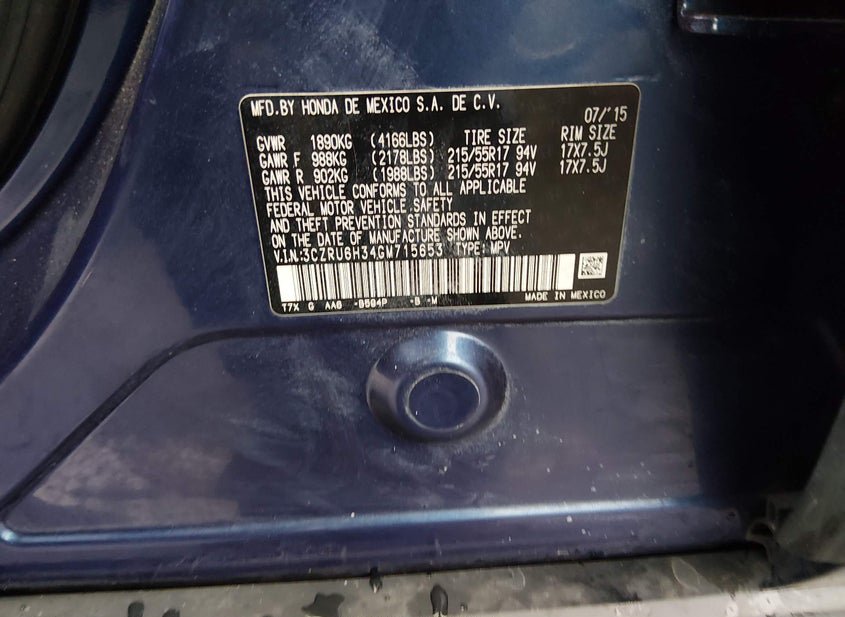 MFD.BY HONDA DE MEXICO S.A. DE C.V. 07/'15
GVWR 1890KG (4166LBS) TIRE SIZE RIM SIZE
GAWR F 988KG (2178LBS) 215/55R17 94V 17X7.5J
GAWR R 902KG (1988LBS) 215/55R17 94V 17X7.5J
THIS VEHICLE CONFORMS TO ALL APPLICABLE
FEDERAL MOTOR VEHICLE SAFETY
AND THEFT PREVENTION STANDARDS IN EFFECT
ON THE DATE OF MANUFACTURE SHOWN ABOVE.
V.I.N:3CZRU6H34GM715653 TYPE: MPV
T7X G AA0 -B -M MADE IN MEXICO